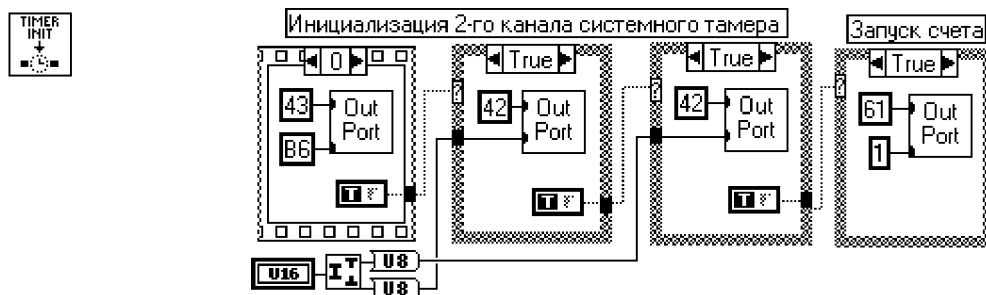 TIMER
INIT
Инициализация 2-го канала системного тамера
Запуск счета
0
True
True
True
43
Out
Port
B6
42
Out
Port
42
Out
Port
61
Out
Port
1
T F
T F
T F
U16
U8
U8